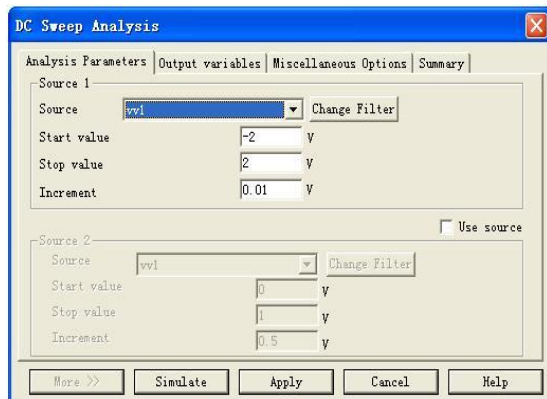 DC Sweep Analysis
Analysis Parameters Output variables Miscellaneous Options Summary
Source 1
Source vv1 Change Filter
Start value -2 V
Stop value 2 V
Increment 0.01 V
Use source
Source 2
Source vv1 Change Filter
Start value 0 V
Stop value 1 V
Increment 0.5 V
More >> Simulate Apply Cancel Help